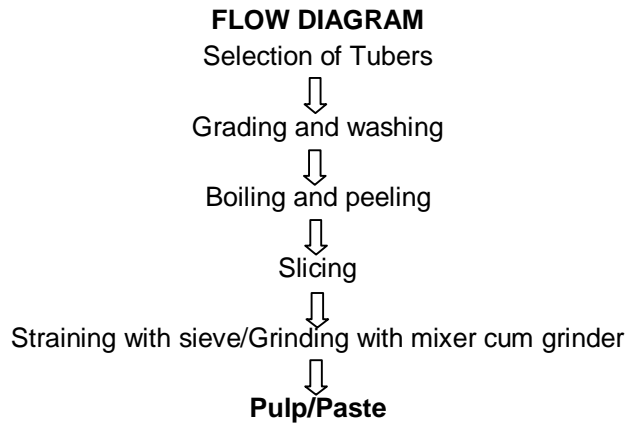 FLOW DIAGRAM
Selection of Tubers
Grading and washing
Boiling and peeling
Slicing
Straining with sieve/Grinding with mixer cum grinder
Pulp/Paste